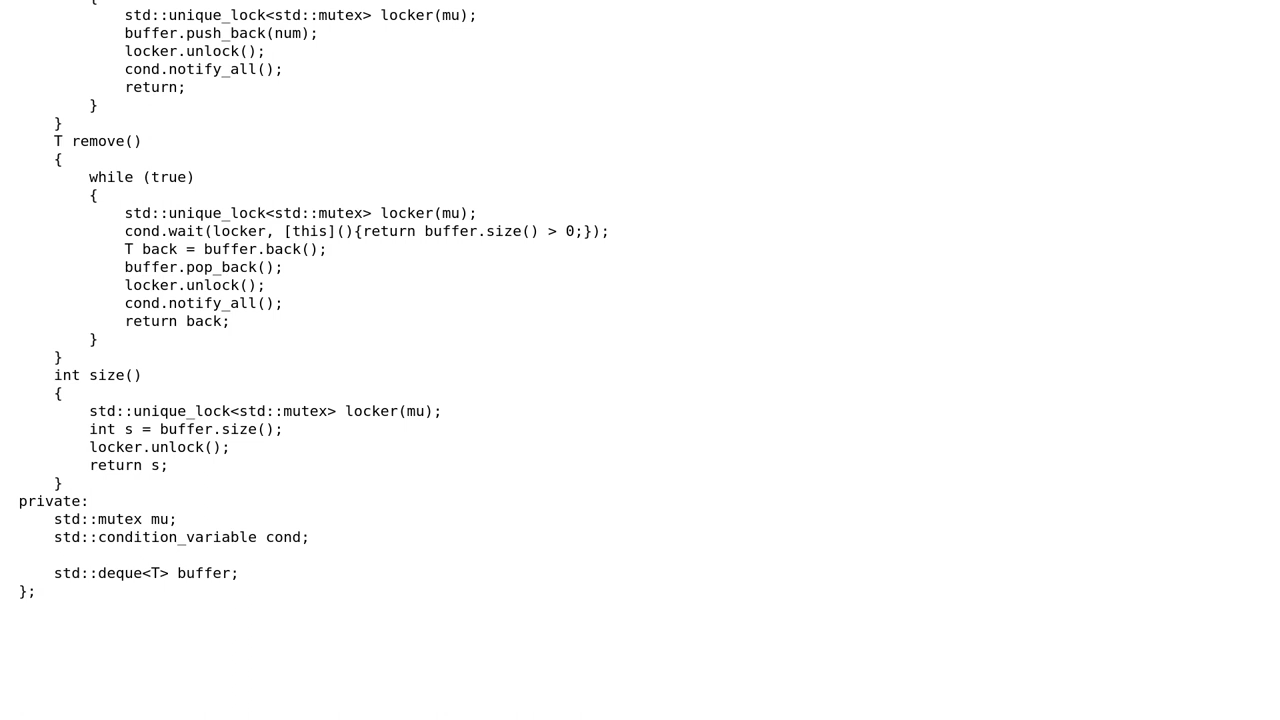 {
            std::unique_lock<std::mutex> locker(mu);
            buffer.push_back(num);
            locker.unlock();
            cond.notify_all();
            return;
        }
    }
    T remove()
    {
        while (true)
        {
            std::unique_lock<std::mutex> locker(mu);
            cond.wait(locker, [this](){return buffer.size() > 0;});
            T back = buffer.back();
            buffer.pop_back();
            locker.unlock();
            cond.notify_all();
            return back;
        }
    }
    int size()
    {
        std::unique_lock<std::mutex> locker(mu);
        int s = buffer.size();
        locker.unlock();
        return s;
    }
private:
    std::mutex mu;
    std::condition_variable cond;

    std::deque<T> buffer;
};